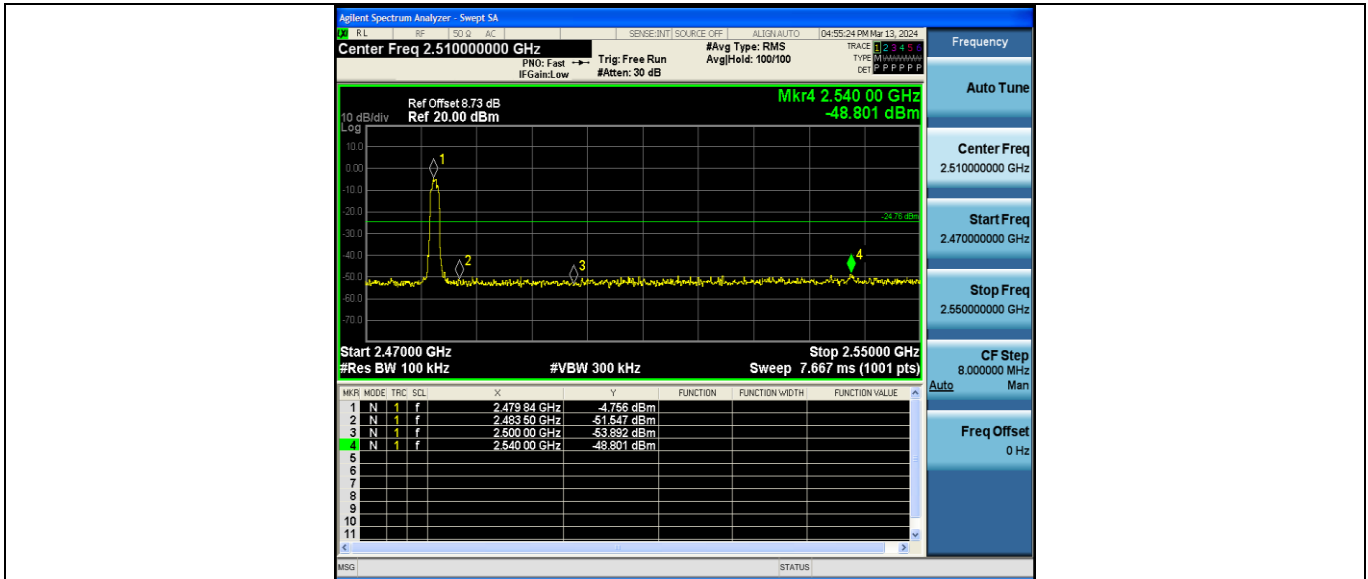 Agilent Spectrum Analyzer - Swept SA
LXI RL RF 50 Ω AC SENSE:INT SOURCE OFF ALIGNAUTO 04:55:24 PM Mar 13, 2024
Center Freq 2.510000000 GHz
#Avg Type: RMS
TRACE 1 2 3 4 5 6
PNO: Fast
Trig: Free Run
Avg|Hold: 100/100
TYPE M
IFGain:Low
#Atten: 30 dB
DET P P P P P P
Mkr4 2.540 00 GHz
Ref Offset 8.73 dB
-48.801 dBm
10 dB/div Ref 20.00 dBm
Log
10.0
0.00
-10.0
-20.0
-30.0
-40.0
-50.0
-60.0
-70.0
1
2
3
4
-24.76 dBm
Start 2.47000 GHz
Stop 2.55000 GHz
#Res BW 100 kHz
#VBW 300 kHz
Sweep 7.667 ms (1001 pts)
MKR MODE TRC SCL X Y FUNCTION FUNCTION WIDTH FUNCTION VALUE
1 N 1 f 2.479 84 GHz -4.756 dBm
2 N 1 f 2.483 50 GHz -51.547 dBm
3 N 1 f 2.500 00 GHz -53.892 dBm
4 N 1 f 2.540 00 GHz -48.801 dBm
5
6
7
8
9
10
11
MSG
STATUS
Frequency
Auto Tune
Center Freq
2.510000000 GHz
Start Freq
2.470000000 GHz
Stop Freq
2.550000000 GHz
CF Step
8.000000 MHz
Auto Man
Freq Offset
0 Hz